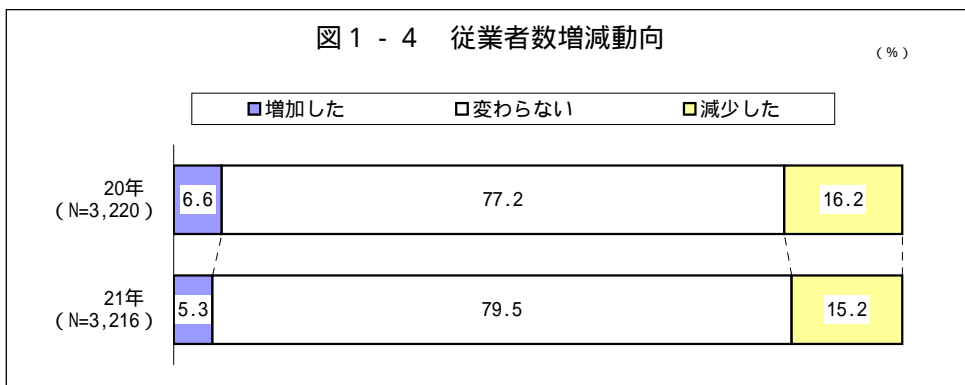 図1-4 従業者数増減動向
(%)
増加した 変わらない 減少した
20年
(N=3,220)
6.6 77.2 16.2
21年
(N=3,216)
5.3 79.5 15.2